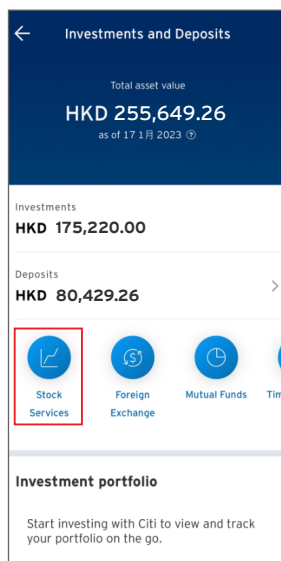 Investments and Deposits
Total asset value
HKD 255,649.26
as of 17 1月 2023 ?
Investments
HKD 175,220.00
Deposits
HKD 80,429.26
Stock Services
Foreign Exchange
Mutual Funds
Investment portfolio
Start investing with Citi to view and track
your portfolio on the go.